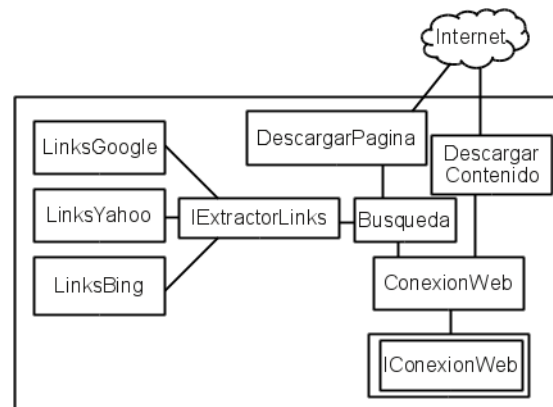 Internet
DescargarPagina
LinksGoogle
Descargar
Contenido
LinksYahoo
IExtractorLinks
Busqueda
LinksBing
ConexionWeb
IConexionWeb